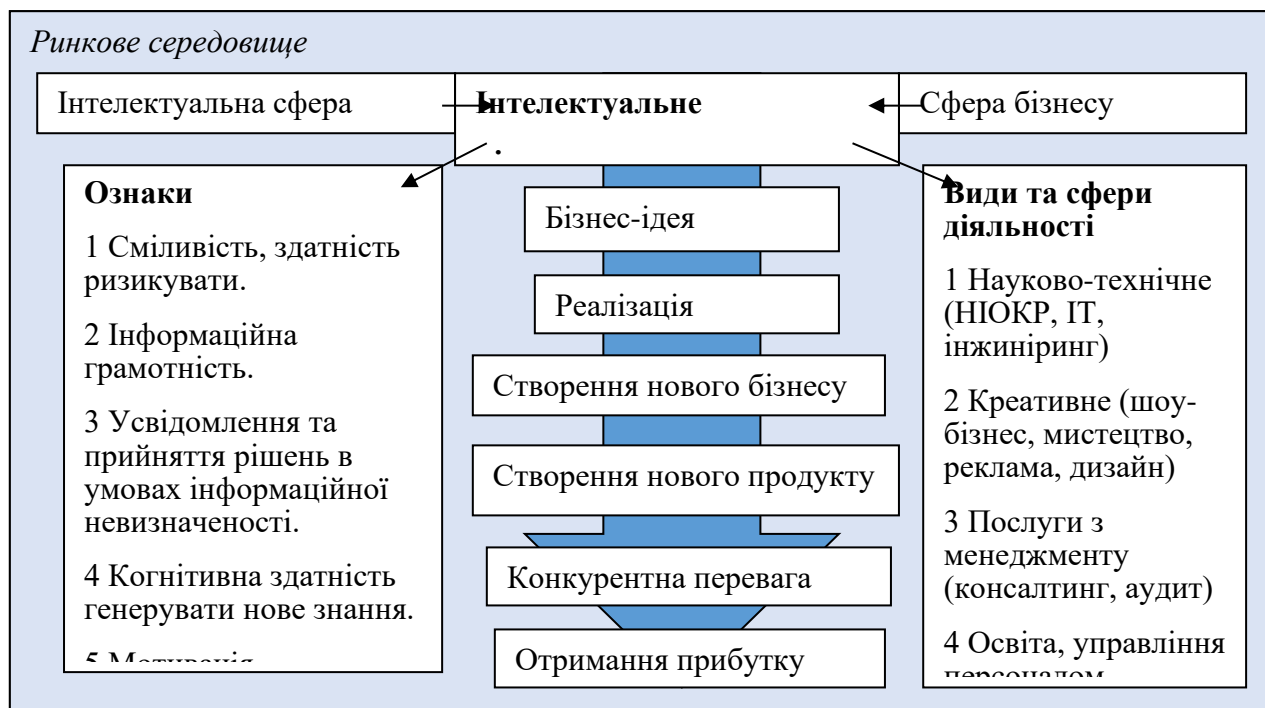 Ринкове середовище
Інтелектуальна сфера
Інтелектуальне
.
Сфера бізнесу
Ознаки
1 Сміливість, здатність
ризикувати.
2 Інформаційна
грамотність.
3 Усвідомлення та
прийняття рішень в
умовах інформаційної
невизначеності.
4 Когнітивна здатність
генерувати нове знання.
5 Мотивація
Бізнес-ідея
Реалізація
Створення нового бізнесу
Створення нового продукту
Конкурентна перевага
Отримання прибутку
Види та сфери
діяльності
1 Науково-технічне
(НІОКР, ІТ,
інжиніринг)
2 Креативне (шоу-
бізнес, мистецтво,
реклама, дизайн)
3 Послуги з
менеджменту
(консалтинг, аудит)
4 Освіта, управління
персоналом